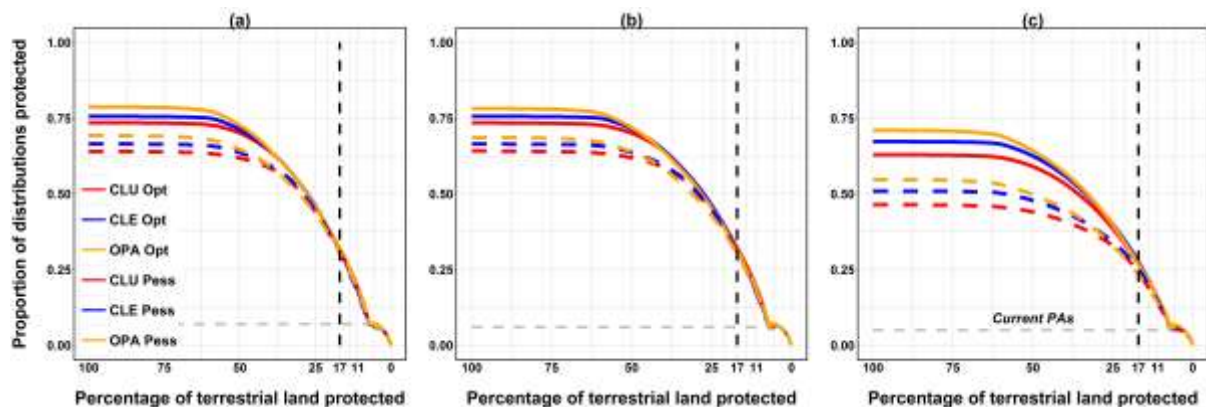 (a)
(b)
(c)
Proportion of distributions protected
1.00
0.75
0.50
0.25
0.00
CLU Opt
CLE Opt
OPA Opt
CLU Pess
CLE Pess
OPA Pess
100 75 50 25 17 11 0
Percentage of terrestrial land protected
1.00
0.75
0.50
0.25
0.00
100 75 50 25 17 11 0
Percentage of terrestrial land protected
1.00
0.75
0.50
0.25
0.00
Current PAs
100 75 50 25 17 11 0
Percentage of terrestrial land protected